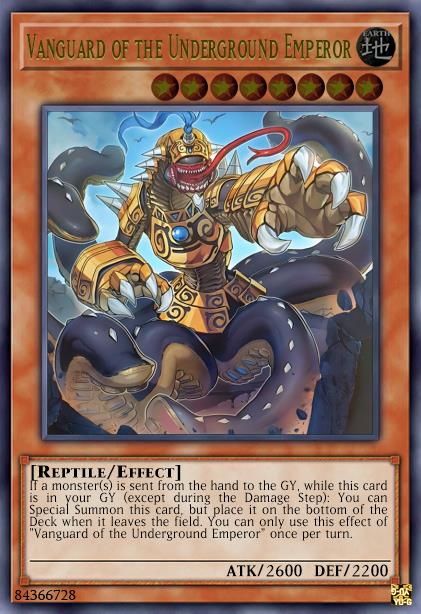 VANGUARD OF THE UNDERGROUND EMPEROR
EARTH
地
[REPTILE/EFFECT]
If a monster(s) is sent from the hand to the GY, while this card
is in your GY (except during the Damage Step): You can
Special Summon this card, but place it on the bottom of the
Deck when it leaves the field. You can only use this effect of
"Vanguard of the Underground Emperor" once per turn.
ATK/2600 DEF/2200
84366728